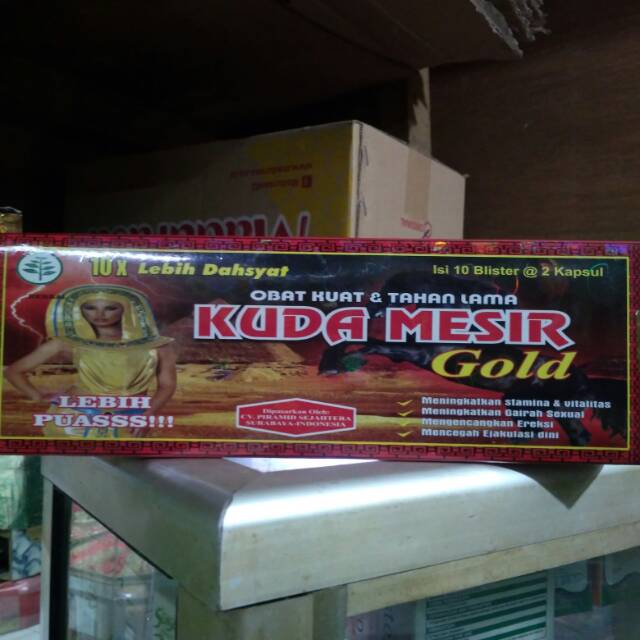 10 X Lebih Dahsyat
Isi 10 Blister @ 2 Kapsul
OBAT KUAT & TAHAN LAMA
KUDA MESIR
Gold
LEBIH
PUASSS!!!
Dipasarkan Oleh:
CV. PIRAMID SEJAHTERA
SURABAYA-INDONESIA
Meningkatkan stamina & vitalitas
Meningkatkan Gairah Sexual
Mengencangkan Ereksi
Mencegah Ejakulasi dini